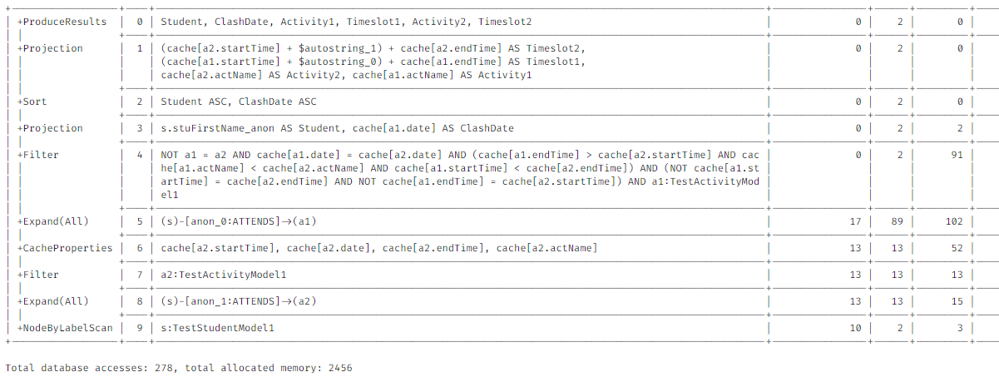 +ProduceResults | 0 | Student, ClashDate, Activity1, Timeslot1, Activity2, Timeslot2 | 0 | 2 | 0 |
+Projection | 1 | (cache[a2.startTime] + $autostring_1) + cache[a2.endTime] AS Timeslot2, | 0 | 2 | 0 |
(cache[a1.startTime] + $autostring_0) + cache[a1.endTime] AS Timeslot1,
cache[a2.actName] AS Activity2, cache[a1.actName] AS Activity1
+Sort | 2 | Student ASC, ClashDate ASC | 0 | 2 | 0 |
+Projection | 3 | s.stuFirstName_anon AS Student, cache[a1.date] AS ClashDate | 0 | 2 | 2 |
+Filter | 4 | NOT a1 = a2 AND cache[a1.date] = cache[a2.date] AND (cache[a1.endTime] > cache[a2.startTime] AND cac | 0 | 2 | 91 |
he[a1.actName] < cache[a2.actName] AND cache[a1.startTime] < cache[a2.endTime]) AND (NOT cache[a1.st
artTime] = cache[a2.endTime] AND NOT cache[a1.endTime] = cache[a2.startTime]) AND a1:TestActivityMod
el1
+Expand(All) | 5 | (s)-[anon_0:ATTENDS]->(a1) | 17 | 89 | 102 |
+CacheProperties | 6 | cache[a2.startTime], cache[a2.date], cache[a2.endTime], cache[a2.actName] | 13 | 13 | 52 |
+Filter | 7 | a2:TestActivityModel1 | 13 | 13 | 13 |
+Expand(All) | 8 | (s)-[anon_1:ATTENDS]->(a2) | 13 | 13 | 15 |
+NodeByLabelScan | 9 | s:TestStudentModel1 | 10 | 2 | 3 |
Total database accesses: 278, total allocated memory: 2456